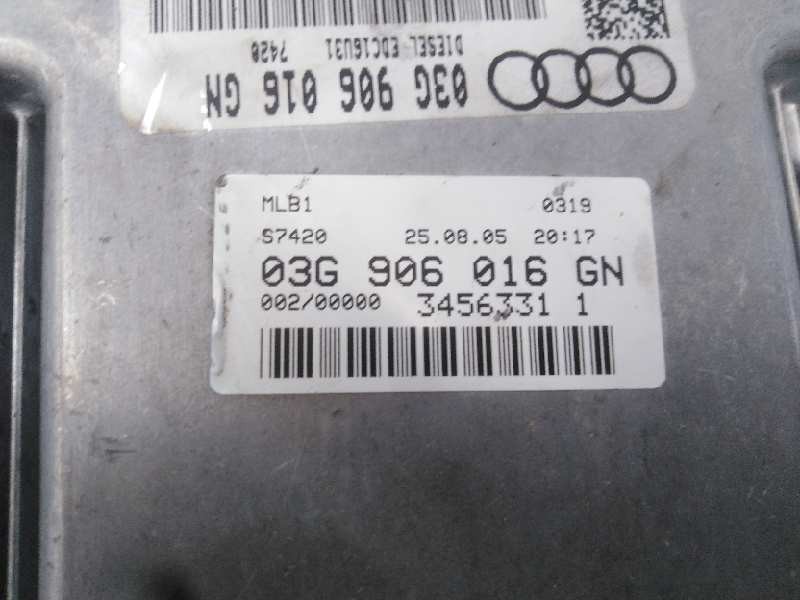 DIESEL EDC16U31 7420
03G 906 016 GN
MLB1 0319
S7420 25.08.05 20:17
03G 906 016 GN
002/00000 3456331 1